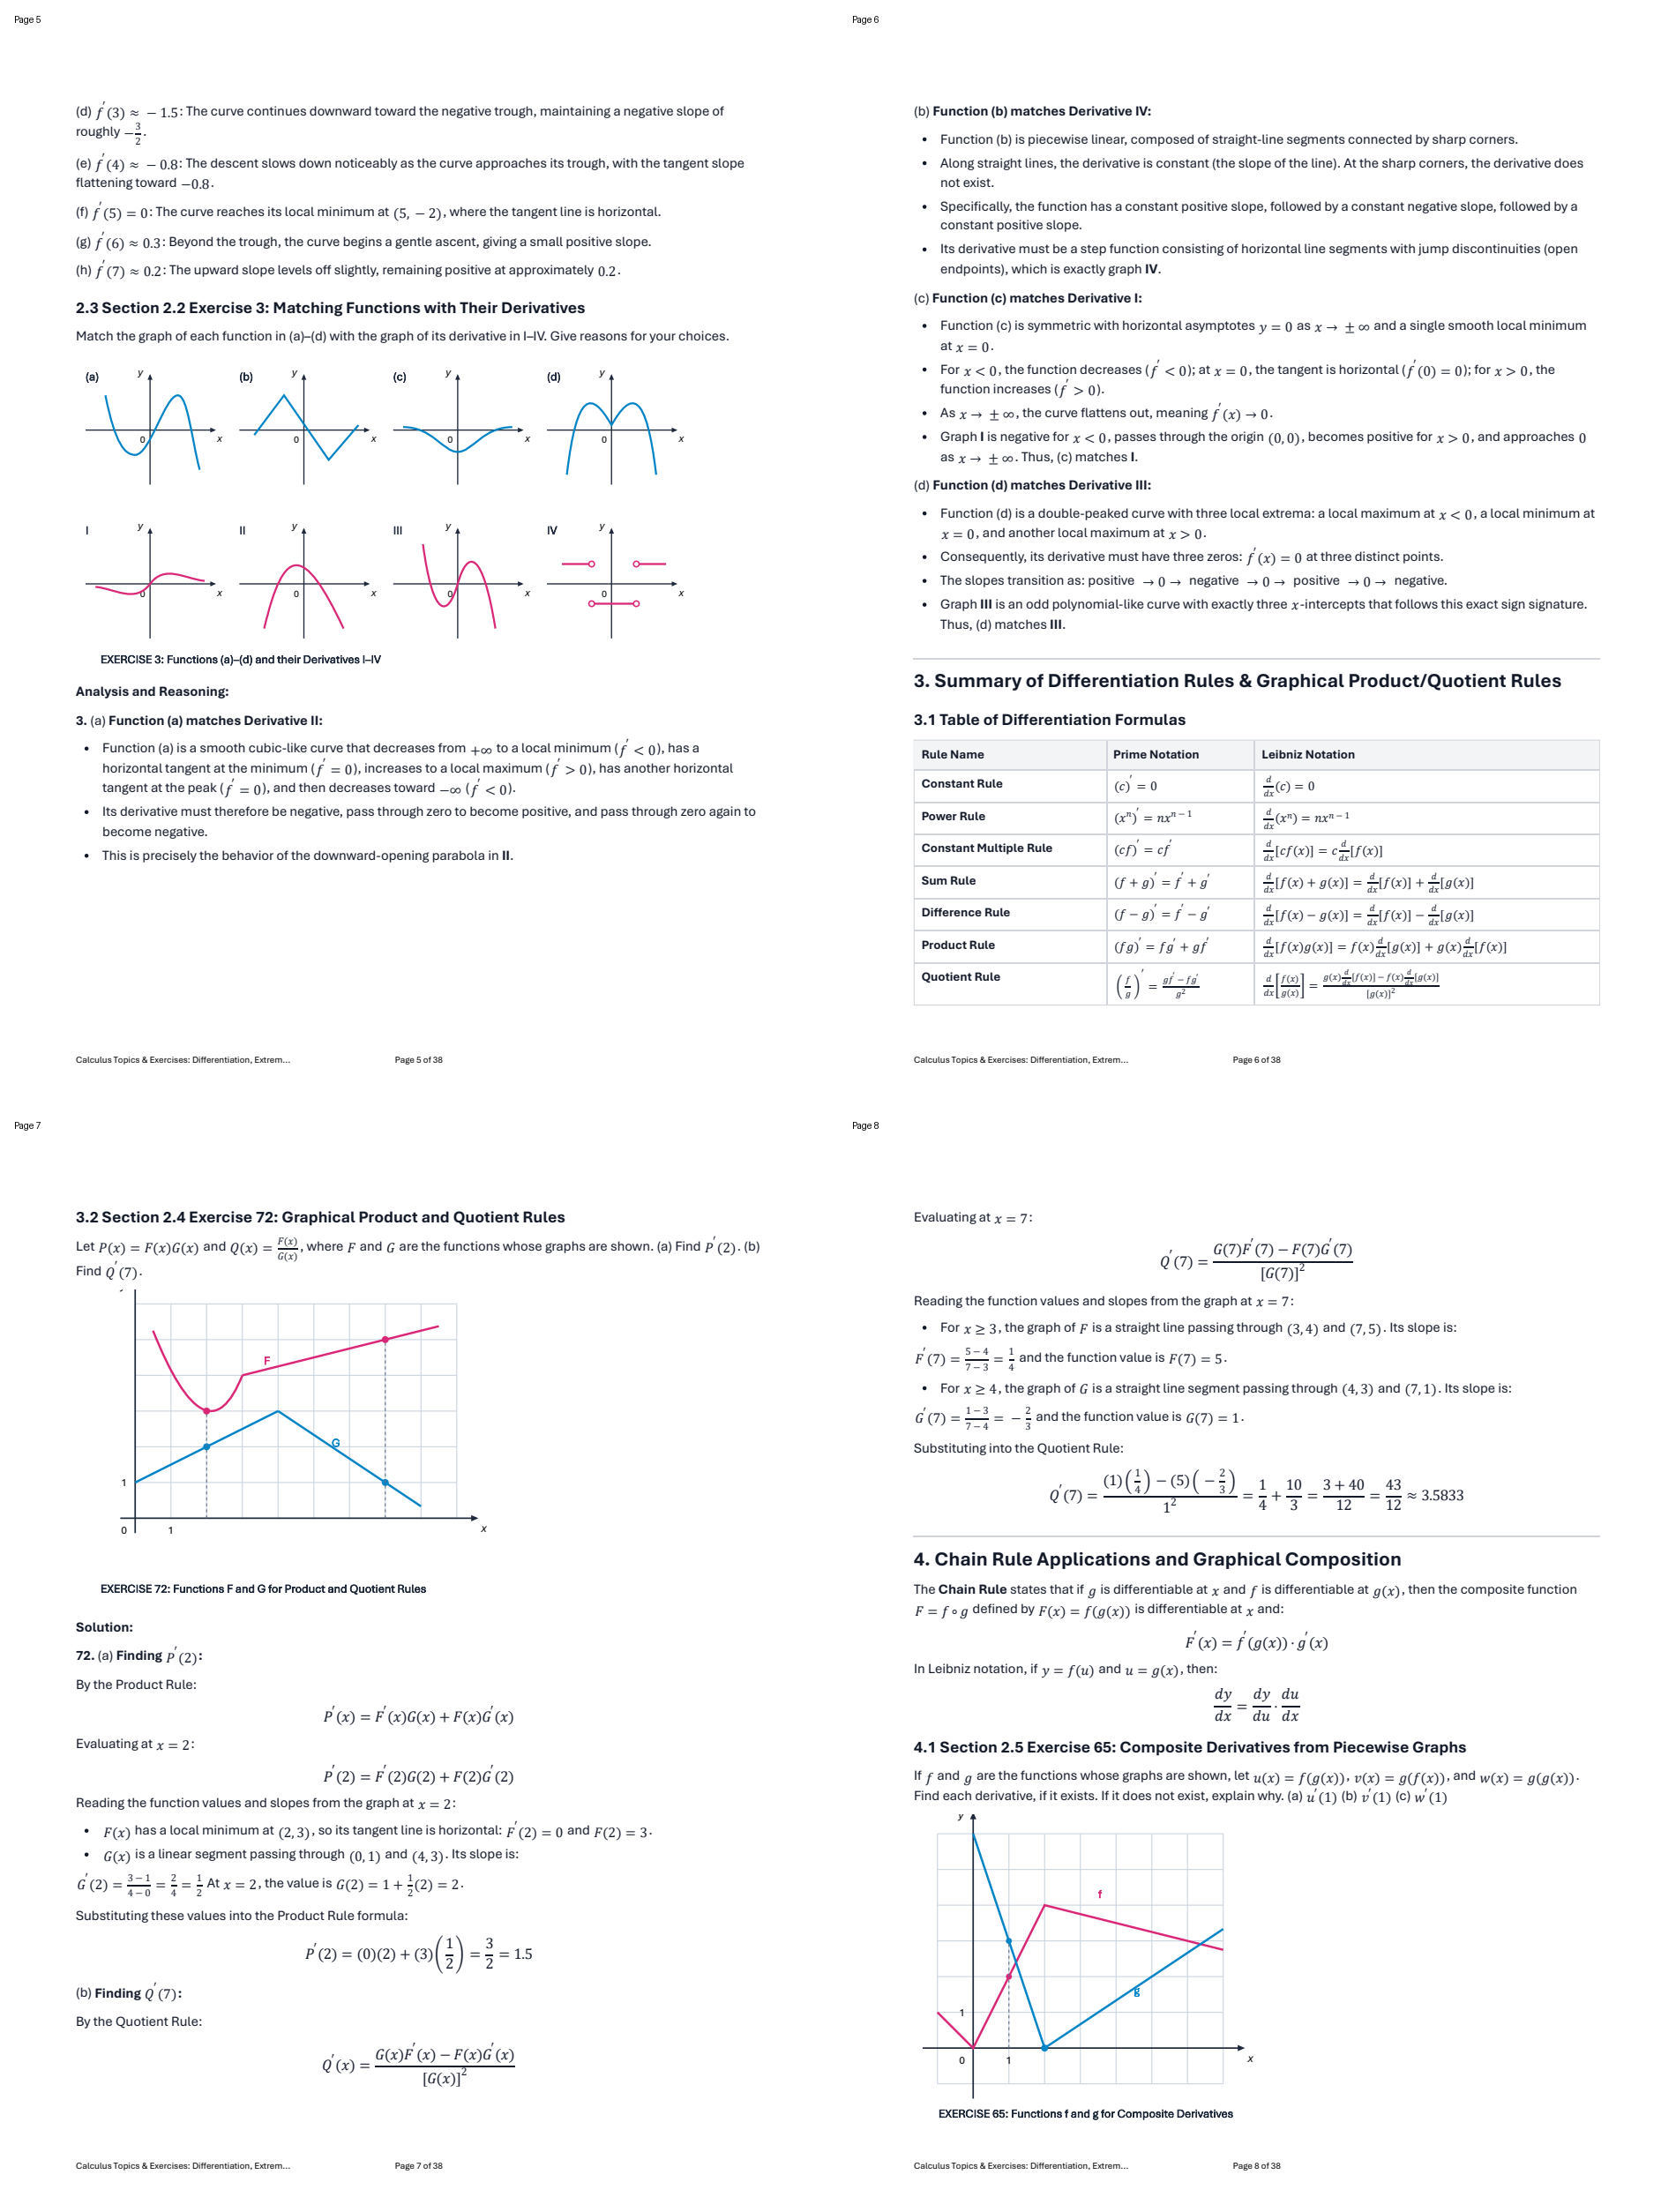 Page 5
(d) f′(3) ≈ − 1.5: The curve continues downward toward the negative trough, maintaining a negative slope of
roughly −3/2.
(e) f′(4) ≈ − 0.8: The descent slows down noticeably as the curve approaches its trough, with the tangent slope
flattening toward −0.8.
(f) f′(5) = 0: The curve reaches its local minimum at (5, − 2), where the tangent line is horizontal.
(g) f′(6) ≈ 0.3: Beyond the trough, the curve begins a gentle ascent, giving a small positive slope.
(h) f′(7) ≈ 0.2: The upward slope levels off slightly, remaining positive at approximately 0.2.
2.3 Section 2.2 Exercise 3: Matching Functions with Their Derivatives
Match the graph of each function in (a)–(d) with the graph of its derivative in I–IV. Give reasons for your choices.
(a) y 0 x (b) y 0 x (c) y 0 x (d) y 0 x
I y 0 x II y 0 x III y 0 x IV y 0 x
EXERCISE 3: Functions (a)–(d) and their Derivatives I–IV
Analysis and Reasoning:
3. (a) Function (a) matches Derivative II:
• Function (a) is a smooth cubic-like curve that decreases from +∞ to a local minimum (f′ < 0), has a
horizontal tangent at the minimum (f′ = 0), increases to a local maximum (f′ > 0), has another horizontal
tangent at the peak (f′ = 0), and then decreases toward −∞ (f′ < 0).
• Its derivative must therefore be negative, pass through zero to become positive, and pass through zero again to
become negative.
• This is precisely the behavior of the downward-opening parabola in II.
Calculus Topics & Exercises: Differentiation, Extrem... Page 5 of 38
Page 6
(b) Function (b) matches Derivative IV:
• Function (b) is piecewise linear, composed of straight-line segments connected by sharp corners.
• Along straight lines, the derivative is constant (the slope of the line). At the sharp corners, the derivative does
not exist.
• Specifically, the function has a constant positive slope, followed by a constant negative slope, followed by a
constant positive slope.
• Its derivative must be a step function consisting of horizontal line segments with jump discontinuities (open
endpoints), which is exactly graph IV.
(c) Function (c) matches Derivative I:
• Function (c) is symmetric with horizontal asymptotes y = 0 as x → ± ∞ and a single smooth local minimum
at x = 0.
• For x < 0, the function decreases (f′ < 0); at x = 0, the tangent is horizontal (f′(0) = 0); for x > 0, the
function increases (f′ > 0).
• As x → ± ∞, the curve flattens out, meaning f′(x) → 0.
• Graph I is negative for x < 0, passes through the origin (0, 0), becomes positive for x > 0, and approaches 0
as x → ± ∞. Thus, (c) matches I.
(d) Function (d) matches Derivative III:
• Function (d) is a double-peaked curve with three local extrema: a local maximum at x < 0, a local minimum at
x = 0, and another local maximum at x > 0.
• Consequently, its derivative must have three zeros: f′(x) = 0 at three distinct points.
• The slopes transition as: positive → 0 → negative → 0 → positive → 0 → negative.
• Graph III is an odd polynomial-like curve with exactly three x-intercepts that follows this exact sign signature.
Thus, (d) matches III.
3. Summary of Differentiation Rules & Graphical Product/Quotient Rules
3.1 Table of Differentiation Formulas
Rule Name Prime Notation Leibniz Notation
Constant Rule (c)′ = 0 d/dx(c) = 0
Power Rule (xⁿ)′ = nxⁿ⁻¹ d/dx(xⁿ) = nxⁿ⁻¹
Constant Multiple Rule (cf)′ = cf′ d/dx[cf(x)] = c d/dx[f(x)]
Sum Rule (f + g)′ = f′ + g′ d/dx[f(x) + g(x)] = d/dx[f(x)] + d/dx[g(x)]
Difference Rule (f − g)′ = f′ − g′ d/dx[f(x) − g(x)] = d/dx[f(x)] − d/dx[g(x)]
Product Rule (fg)′ = fg′ + gf′ d/dx[f(x)g(x)] = f(x) d/dx[g(x)] + g(x) d/dx[f(x)]
Quotient Rule (f/g)′ = (gf′ − fg′)/g² d/dx[f(x)/g(x)] = (g(x) d/dx[f(x)] − f(x) d/dx[g(x)])/[g(x)]²
Calculus Topics & Exercises: Differentiation, Extrem... Page 6 of 38
Page 7
3.2 Section 2.4 Exercise 72: Graphical Product and Quotient Rules
Let P(x) = F(x)G(x) and Q(x) = F(x)/G(x), where F and G are the functions whose graphs are shown. (a) Find P′(2). (b)
Find Q′(7).
F
G
1
0 1 x
EXERCISE 72: Functions F and G for Product and Quotient Rules
Solution:
72. (a) Finding P′(2):
By the Product Rule:
P′(x) = F′(x)G(x) + F(x)G′(x)
Evaluating at x = 2:
P′(2) = F′(2)G(2) + F(2)G′(2)
Reading the function values and slopes from the graph at x = 2:
• F(x) has a local minimum at (2, 3), so its tangent line is horizontal: F′(2) = 0 and F(2) = 3.
• G(x) is a linear segment passing through (0, 1) and (4, 3). Its slope is:
G′(2) = (3 − 1)/(4 − 0) = 2/4 = 1/2 At x = 2, the value is G(2) = 1 + 1/2(2) = 2.
Substituting these values into the Product Rule formula:
P′(2) = (0)(2) + (3)(1/2) = 3/2 = 1.5
(b) Finding Q′(7):
By the Quotient Rule:
Q′(x) = (G(x)F′(x) − F(x)G′(x))/[G(x)]²
Calculus Topics & Exercises: Differentiation, Extrem... Page 7 of 38
Page 8
Evaluating at x = 7:
Q′(7) = (G(7)F′(7) − F(7)G′(7))/[G(7)]²
Reading the function values and slopes from the graph at x = 7:
• For x ≥ 3, the graph of F is a straight line passing through (3, 4) and (7, 5). Its slope is:
F′(7) = (5 − 4)/(7 − 3) = 1/4 and the function value is F(7) = 5.
• For x ≥ 4, the graph of G is a straight line segment passing through (4, 3) and (7, 1). Its slope is:
G′(7) = (1 − 3)/(7 − 4) = − 2/3 and the function value is G(7) = 1.
Substituting into the Quotient Rule:
Q′(7) = ((1)(1/4) − (5)(− 2/3))/1² = 1/4 + 10/3 = (3 + 40)/12 = 43/12 ≈ 3.5833
4. Chain Rule Applications and Graphical Composition
The Chain Rule states that if g is differentiable at x and f is differentiable at g(x), then the composite function
F = f ∘ g defined by F(x) = f(g(x)) is differentiable at x and:
F′(x) = f′(g(x)) · g′(x)
In Leibniz notation, if y = f(u) and u = g(x), then:
dy/dx = dy/du · du/dx
4.1 Section 2.5 Exercise 65: Composite Derivatives from Piecewise Graphs
If f and g are the functions whose graphs are shown, let u(x) = f(g(x)), v(x) = g(f(x)), and w(x) = g(g(x)).
Find each derivative, if it exists. If it does not exist, explain why. (a) u′(1) (b) v′(1) (c) w′(1)
y
f
g
1
0 1 x
EXERCISE 65: Functions f and g for Composite Derivatives
Calculus Topics & Exercises: Differentiation, Extrem... Page 8 of 38